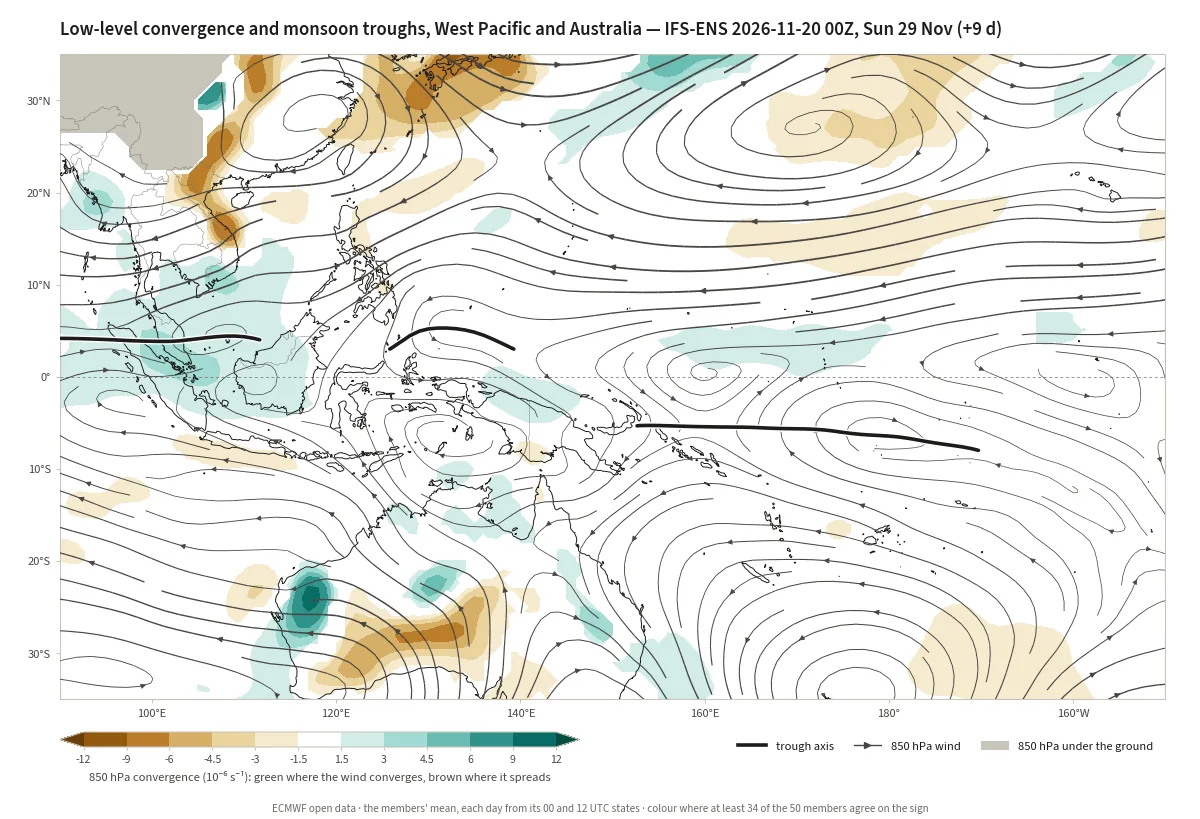 Low-level convergence and monsoon troughs, West Pacific and Australia — IFS-ENS 2026-11-20 00Z, Sun 29 Nov (+9 d)
30°N
20°N
10°N
0°
10°S
20°S
30°S
100°E 120°E 140°E 160°E 180° 160°W
-12 -9 -6 -4.5 -3 -1.5 1.5 3 4.5 6 9 12
850 hPa convergence (10⁻⁶ s⁻¹): green where the wind converges, brown where it spreads
trough axis 850 hPa wind 850 hPa under the ground
ECMWF open data · the members' mean, each day from its 00 and 12 UTC states · colour where at least 34 of the 50 members agree on the sign